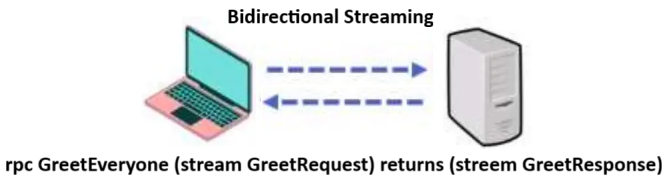 Bidirectional Streaming
rpc GreetEveryone (stream GreetRequest) returns (streem GreetResponse)